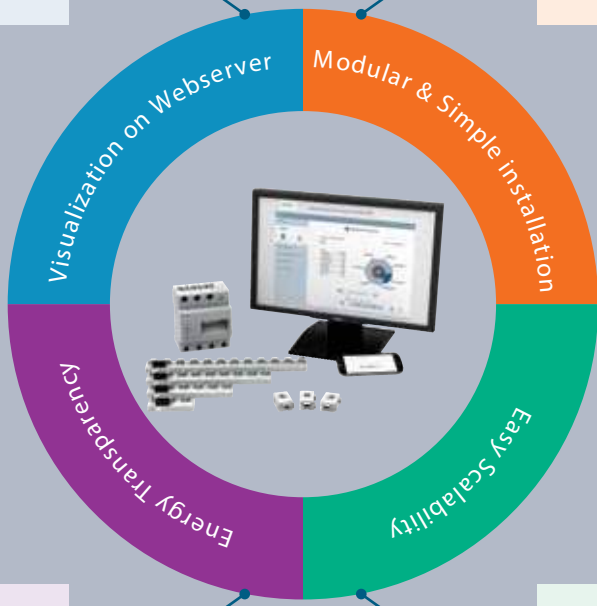 Visualization on Webserver
Modular & Simple installation
Energy Transparency
Easy Scalability